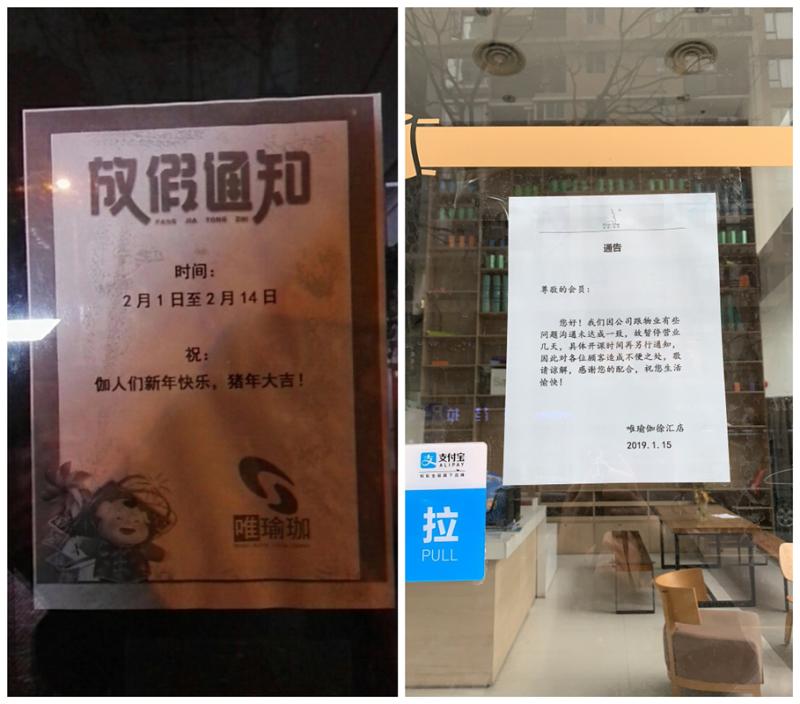 放假通知
FANG JIA TONG ZHI
时间：
2月1日至2月14日
祝：
伽人们新年快乐，猪年大吉！
唯瑜珈
通告
尊敬的会员：
您好！我们因公司跟物业有些
问题沟通未达成一致，故暂停营业
几天，具体开课时间再另行通知，
因此对各位顾客造成不便之处，敬
请谅解，感谢您的配合，祝您生活
愉快！
唯瑜伽徐汇店
2019.1.15
支付宝
ALIPAY
拉
PULL